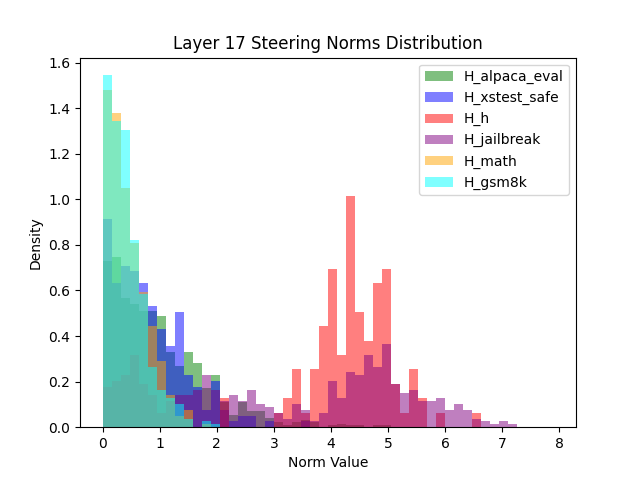 Layer 17 Steering Norms Distribution
H_alpaca_eval
H_xstest_safe
H_h
H_jailbreak
H_math
H_gsm8k
1.6
1.4
1.2
1.0
0.8
0.6
0.4
0.2
0.0
Density
0 1 2 3 4 5 6 7 8
Norm Value